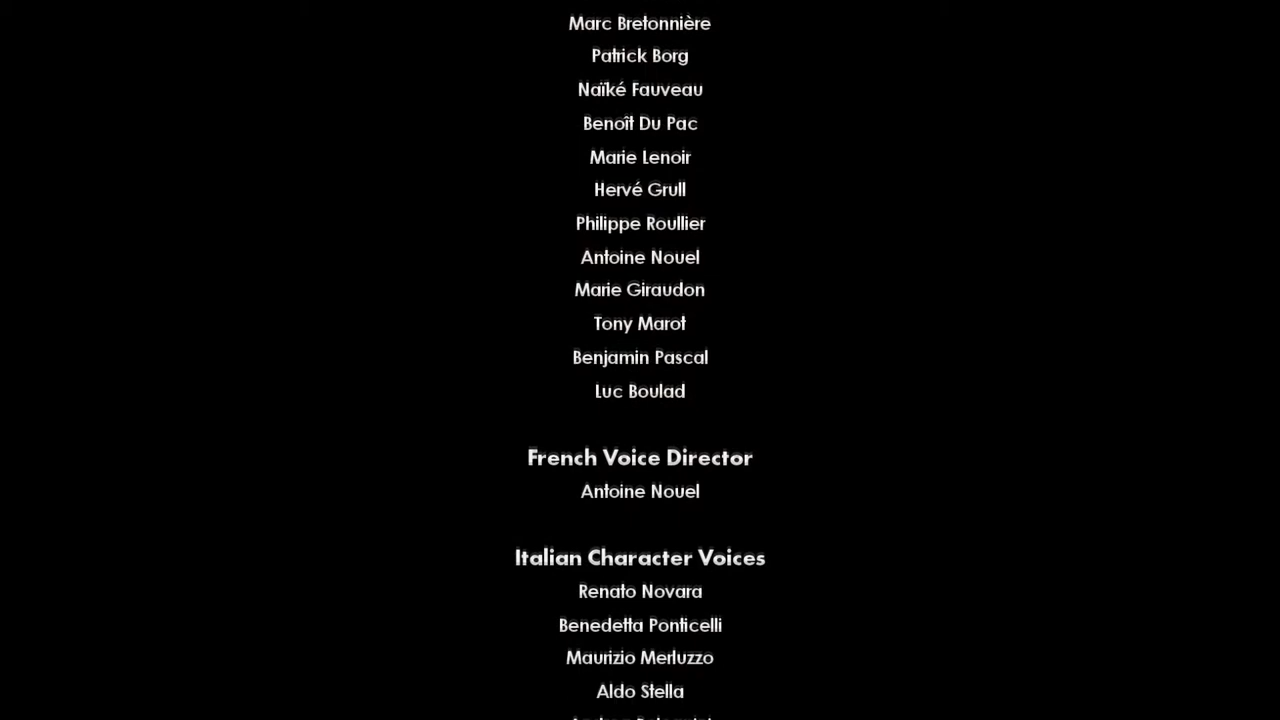 Marc Bretonnière
Patrick Borg
Naïké Fauveau
Benoît Du Pac
Marie Lenoir
Hervé Grull
Philippe Roullier
Antoine Nouel
Marie Giraudon
Tony Marot
Benjamin Pascal
Luc Boulad
French Voice Director
Antoine Nouel
Italian Character Voices
Renato Novara
Benedetta Ponticelli
Maurizio Merluzzo
Aldo Stella